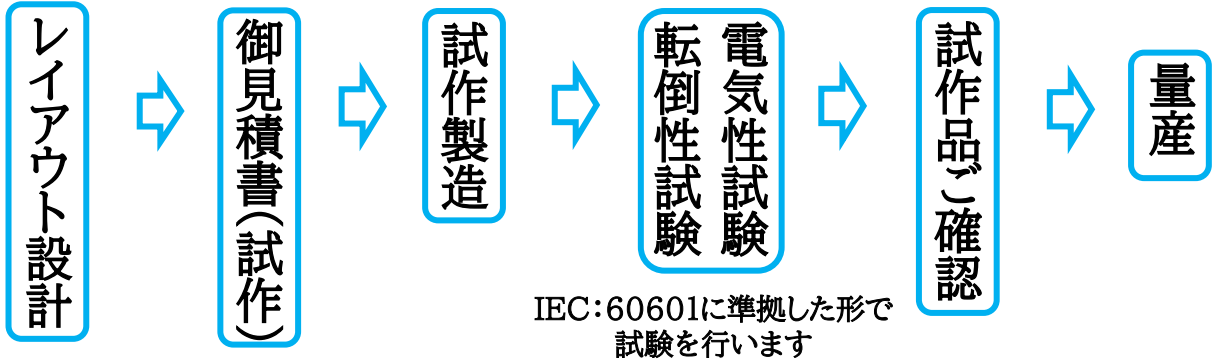 レイアウト設計
御見積書(試作)
試作製造
電気性試験
転倒性試験
IEC:60601に準拠した形で
試験を行います
試作品ご確認
量産